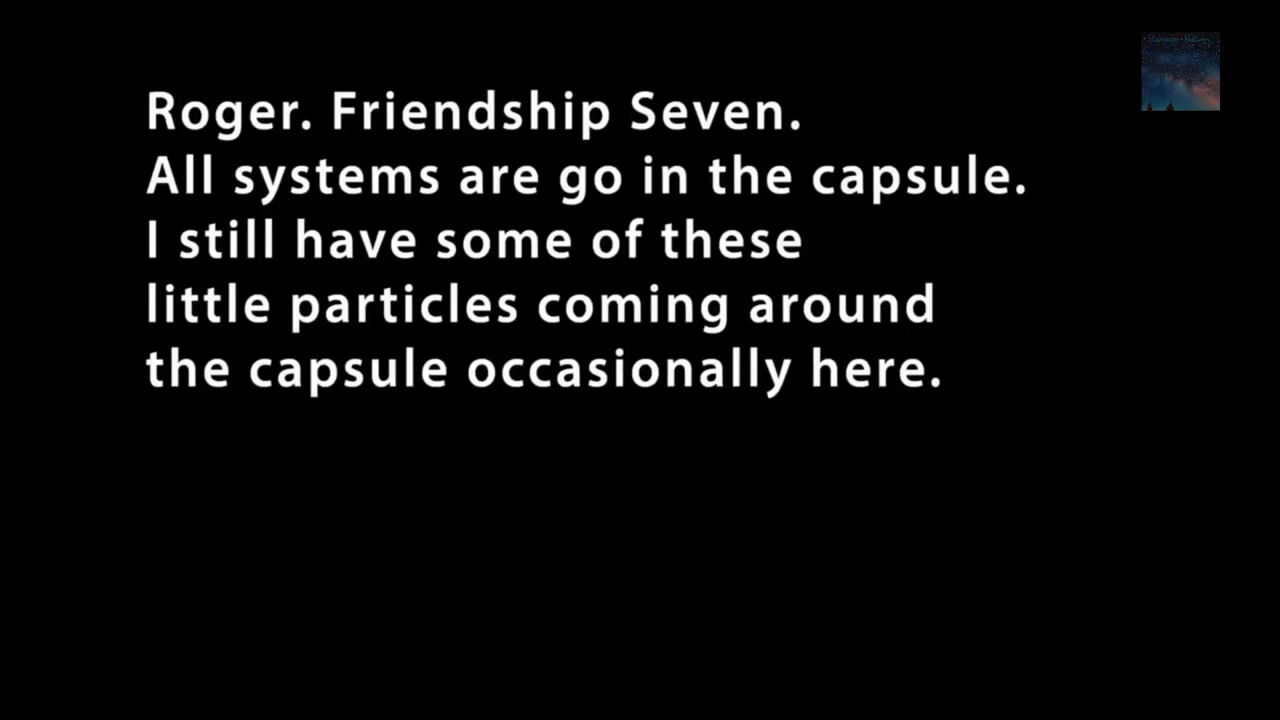 Roger. Friendship Seven.
All systems are go in the capsule.
I still have some of these
little particles coming around
the capsule occasionally here.